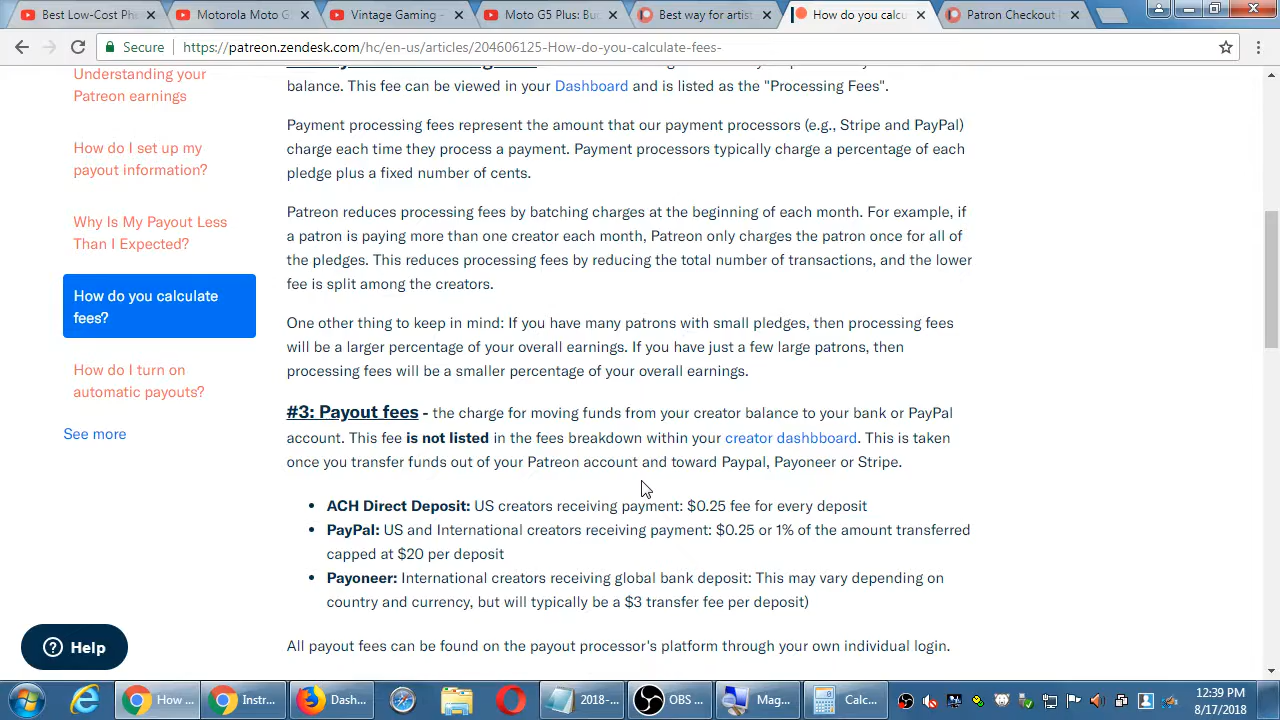 Best Low-Cost Pha
Motorola Moto G
Vintage Gaming -
Moto G5 Plus: Bu
Best way for artist
How do you calcu
Patron Checkout
Secure
https://patreon.zendesk.com/hc/en-us/articles/204606125-How-do-you-calculate-fees-
Understanding your
Patreon earnings
How do I set up my
payout information?
Why Is My Payout Less
Than I Expected?
How do you calculate
fees?
How do I turn on
automatic payouts?
See more
balance. This fee can be viewed in your Dashboard and is listed as the "Processing Fees".
Payment processing fees represent the amount that our payment processors (e.g., Stripe and PayPal)
charge each time they process a payment. Payment processors typically charge a percentage of each
pledge plus a fixed number of cents.
Patreon reduces processing fees by batching charges at the beginning of each month. For example, if
a patron is paying more than one creator each month, Patreon only charges the patron once for all of
the pledges. This reduces processing fees by reducing the total number of transactions, and the lower
fee is split among the creators.
One other thing to keep in mind: If you have many patrons with small pledges, then processing fees
will be a larger percentage of your overall earnings. If you have just a few large patrons, then
processing fees will be a smaller percentage of your overall earnings.
#3: Payout fees - the charge for moving funds from your creator balance to your bank or PayPal
account. This fee is not listed in the fees breakdown within your creator dashbboard. This is taken
once you transfer funds out of your Patreon account and toward Paypal, Payoneer or Stripe.
• ACH Direct Deposit: US creators receiving payment: $0.25 fee for every deposit
• PayPal: US and International creators receiving payment: $0.25 or 1% of the amount transferred
capped at $20 per deposit
• Payoneer: International creators receiving global bank deposit: This may vary depending on
country and currency, but will typically be a $3 transfer fee per deposit)
All payout fees can be found on the payout processor's platform through your own individual login.
Help
How ...
Instr...
Dash...
2018-...
OBS ...
Mag...
Calc...
12:39 PM
8/17/2018